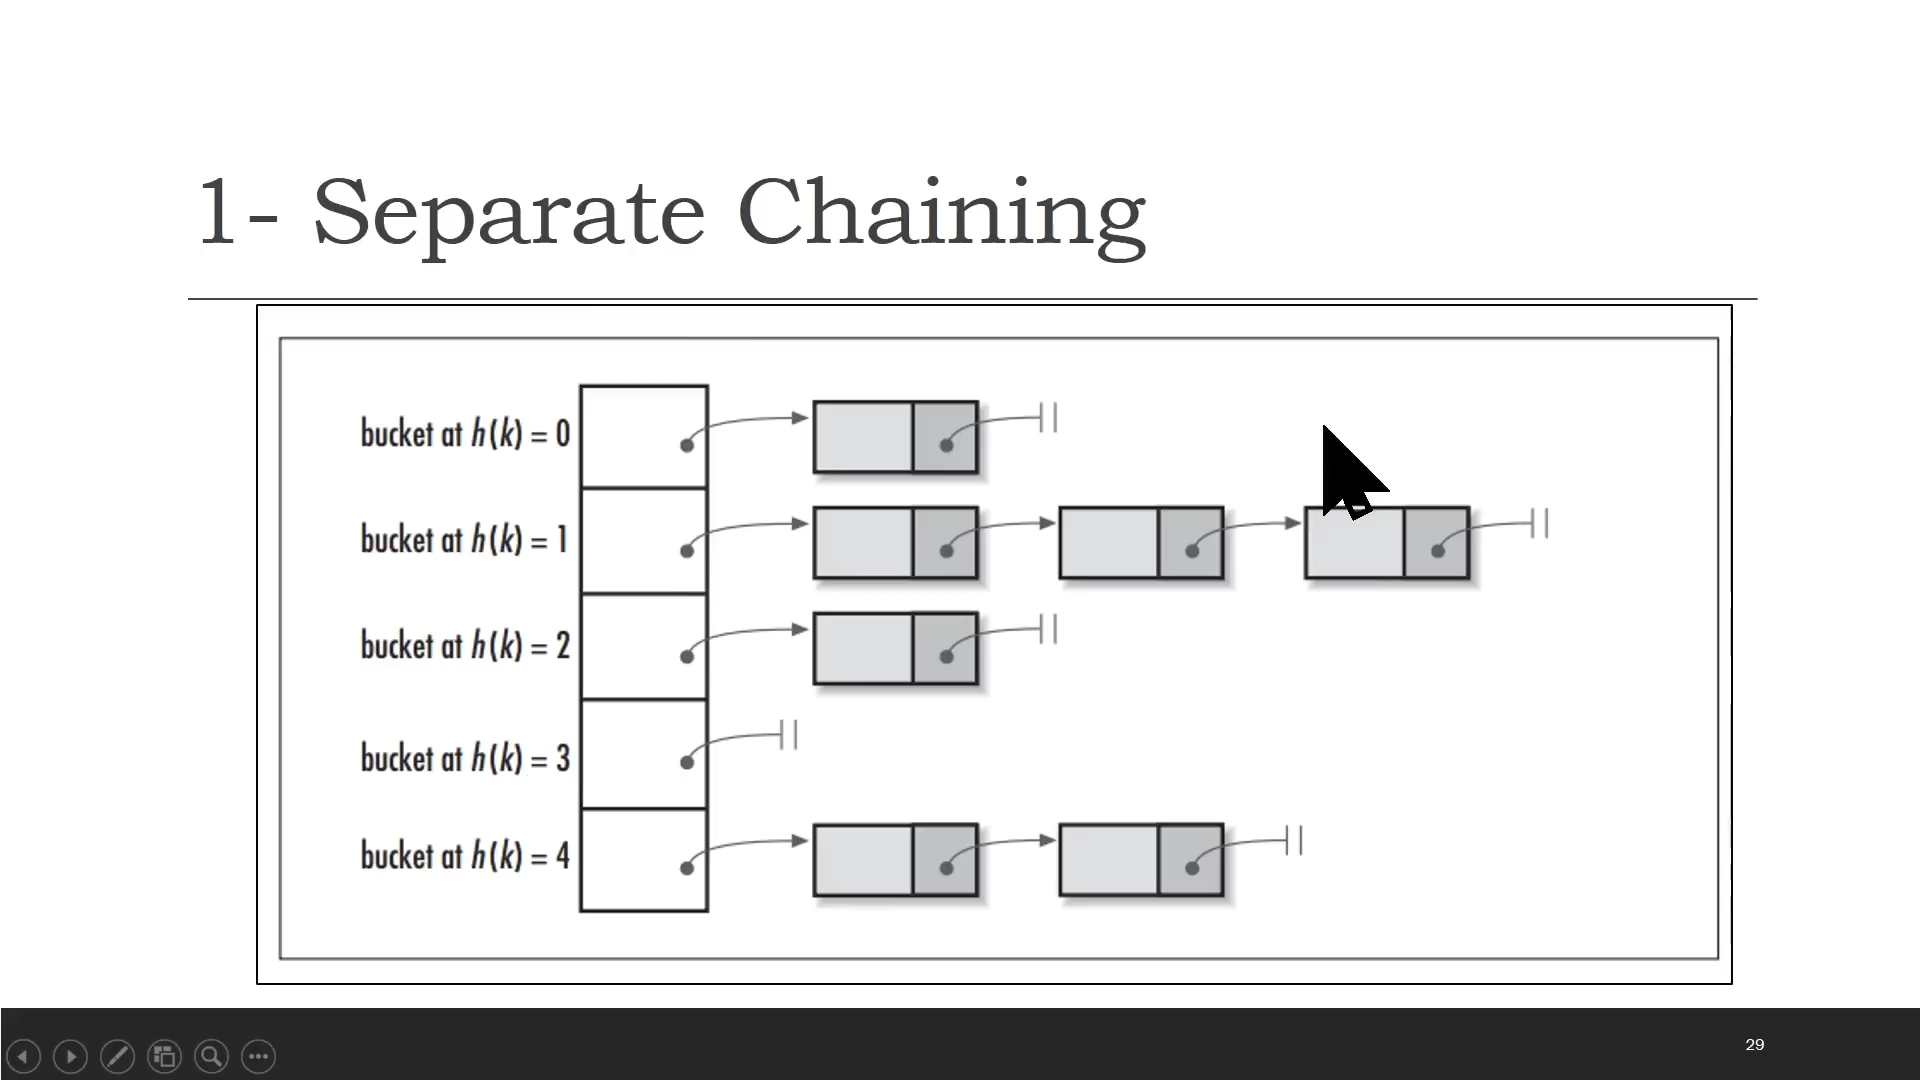 1- Separate Chaining
bucket at h(k) = 0
bucket at h(k) = 1
bucket at h(k) = 2
bucket at h(k) = 3
bucket at h(k) = 4
29